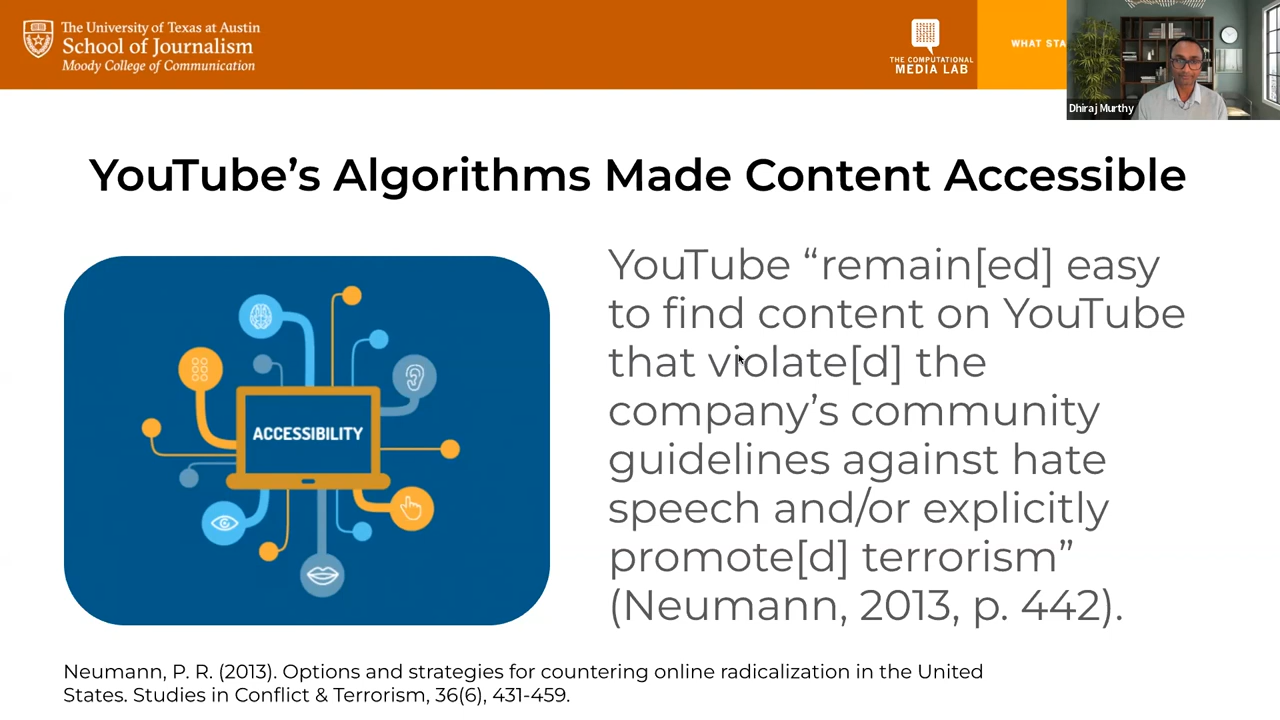 The University of Texas at Austin
School of Journalism
Moody College of Communication
THE COMPUTATIONAL
MEDIA LAB
WHAT STA
Dhiraj Murthy
YouTube’s Algorithms Made Content Accessible
ACCESSIBILITY
YouTube “remain[ed] easy
to find content on YouTube
that violate[d] the
company’s community
guidelines against hate
speech and/or explicitly
promote[d] terrorism”
(Neumann, 2013, p. 442).
Neumann, P. R. (2013). Options and strategies for countering online radicalization in the United
States. Studies in Conflict & Terrorism, 36(6), 431-459.